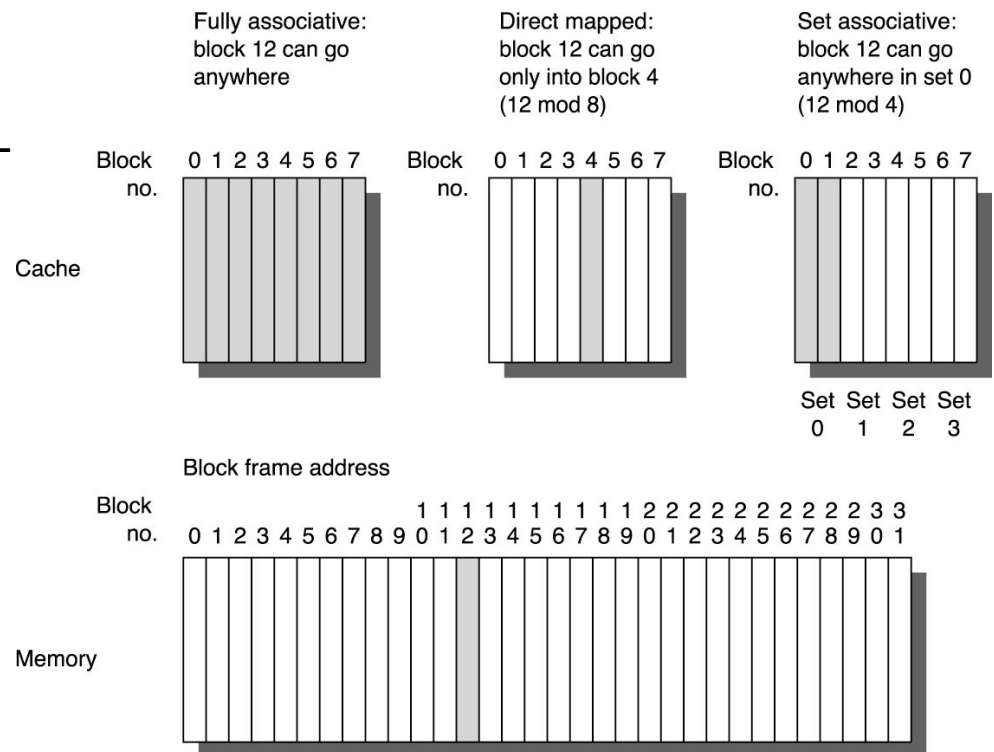 Fully associative:
block 12 can go
anywhere
Direct mapped:
block 12 can go
only into block 4
(12 mod 8)
Set associative:
block 12 can go
anywhere in set 0
(12 mod 4)
Block
no.
0 1 2 3 4 5 6 7
Block
no.
0 1 2 3 4 5 6 7
Block
no.
0 1 2 3 4 5 6 7
Cache
Set Set Set Set
0 1 2 3
Block frame address
Block
no.
1 1 1 1 1 1 1 1 1 1 2 2 2 2 2 2 2 2 2 2 3 3
0 1 2 3 4 5 6 7 8 9 0 1 2 3 4 5 6 7 8 9 0 1 2 3 4 5 6 7 8 9 0 1
Memory